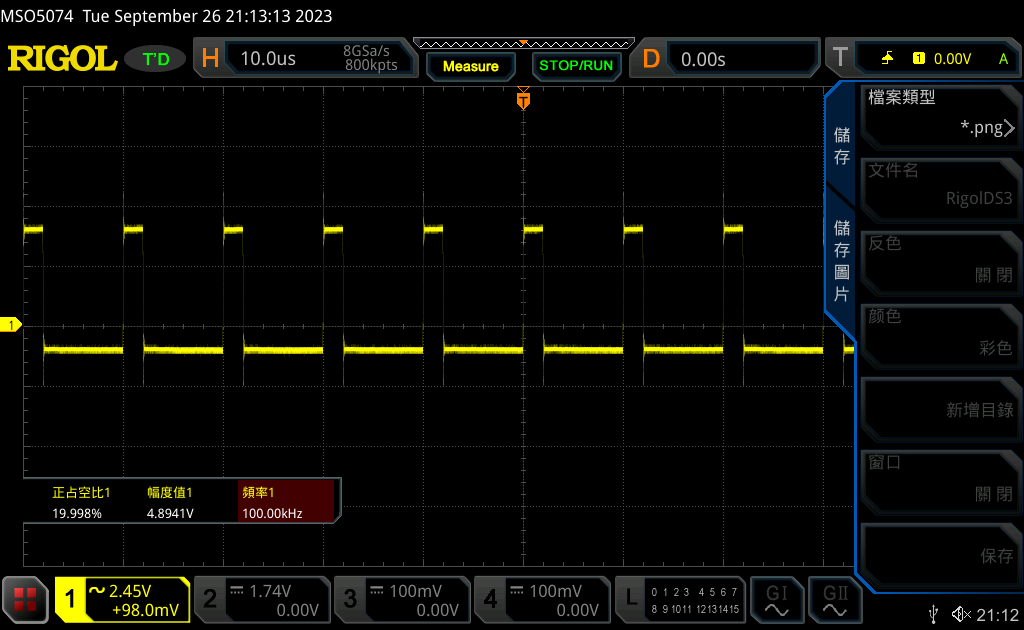 MSO5074 Tue September 26 21:13:13 2023
RIGOL
T'D
H
10.0us
8GSa/s
800kpts
Measure
STOP/RUN
D
0.00s
T
1
0.00V
A
T
1
儲存
儲存圖片
檔案類型
*.png
文件名
RigolDS3
反色
關閉
颜色
彩色
新增目錄
窗口
關閉
保存
正占空比1
幅度值1
頻率1
19.998%
4.8941V
100.00kHz
1
2.45V
+98.0mV
2
1.74V
0.00V
3
100mV
0.00V
4
100mV
0.00V
L
0 1 2 3 4 5 6 7
8 9 10 11 12 13 14 15
GI
GII
21:12